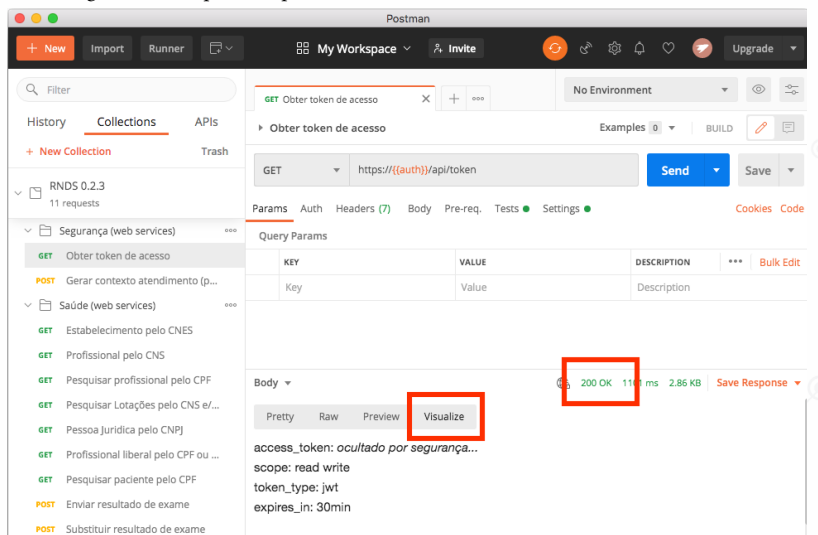 Postman
+ New Import Runner My Workspace Invite Upgrade
Filter
History Collections APIs
+ New Collection Trash
RNDS 0.2.3
11 requests
Segurança (web services)
GET Obter token de acesso
POST Gerar contexto atendimento (p...
Saúde (web services)
GET Estabelecimento pelo CNES
GET Profissional pelo CNS
GET Pesquisar profissional pelo CPF
GET Pesquisar Lotações pelo CNS e/...
GET Pessoa Juridica pelo CNPJ
GET Profissional liberal pelo CPF ou ...
GET Pesquisar paciente pelo CPF
POST Enviar resultado de exame
POST Substituir resultado de exame
GET Obter token de acesso
No Environment
Obter token de acesso
Examples 0 BUILD
GET https://{{auth}}/api/token Send Save
Params Auth Headers (7) Body Pre-req. Tests Settings Cookies Code
Query Params
KEY VALUE DESCRIPTION Bulk Edit
Key Value Description
Body 200 OK ms 2.86 KB Save Response
Pretty Raw Preview Visualize
access_token: ocultado por segurança...
scope: read write
token_type: jwt
expires_in: 30min